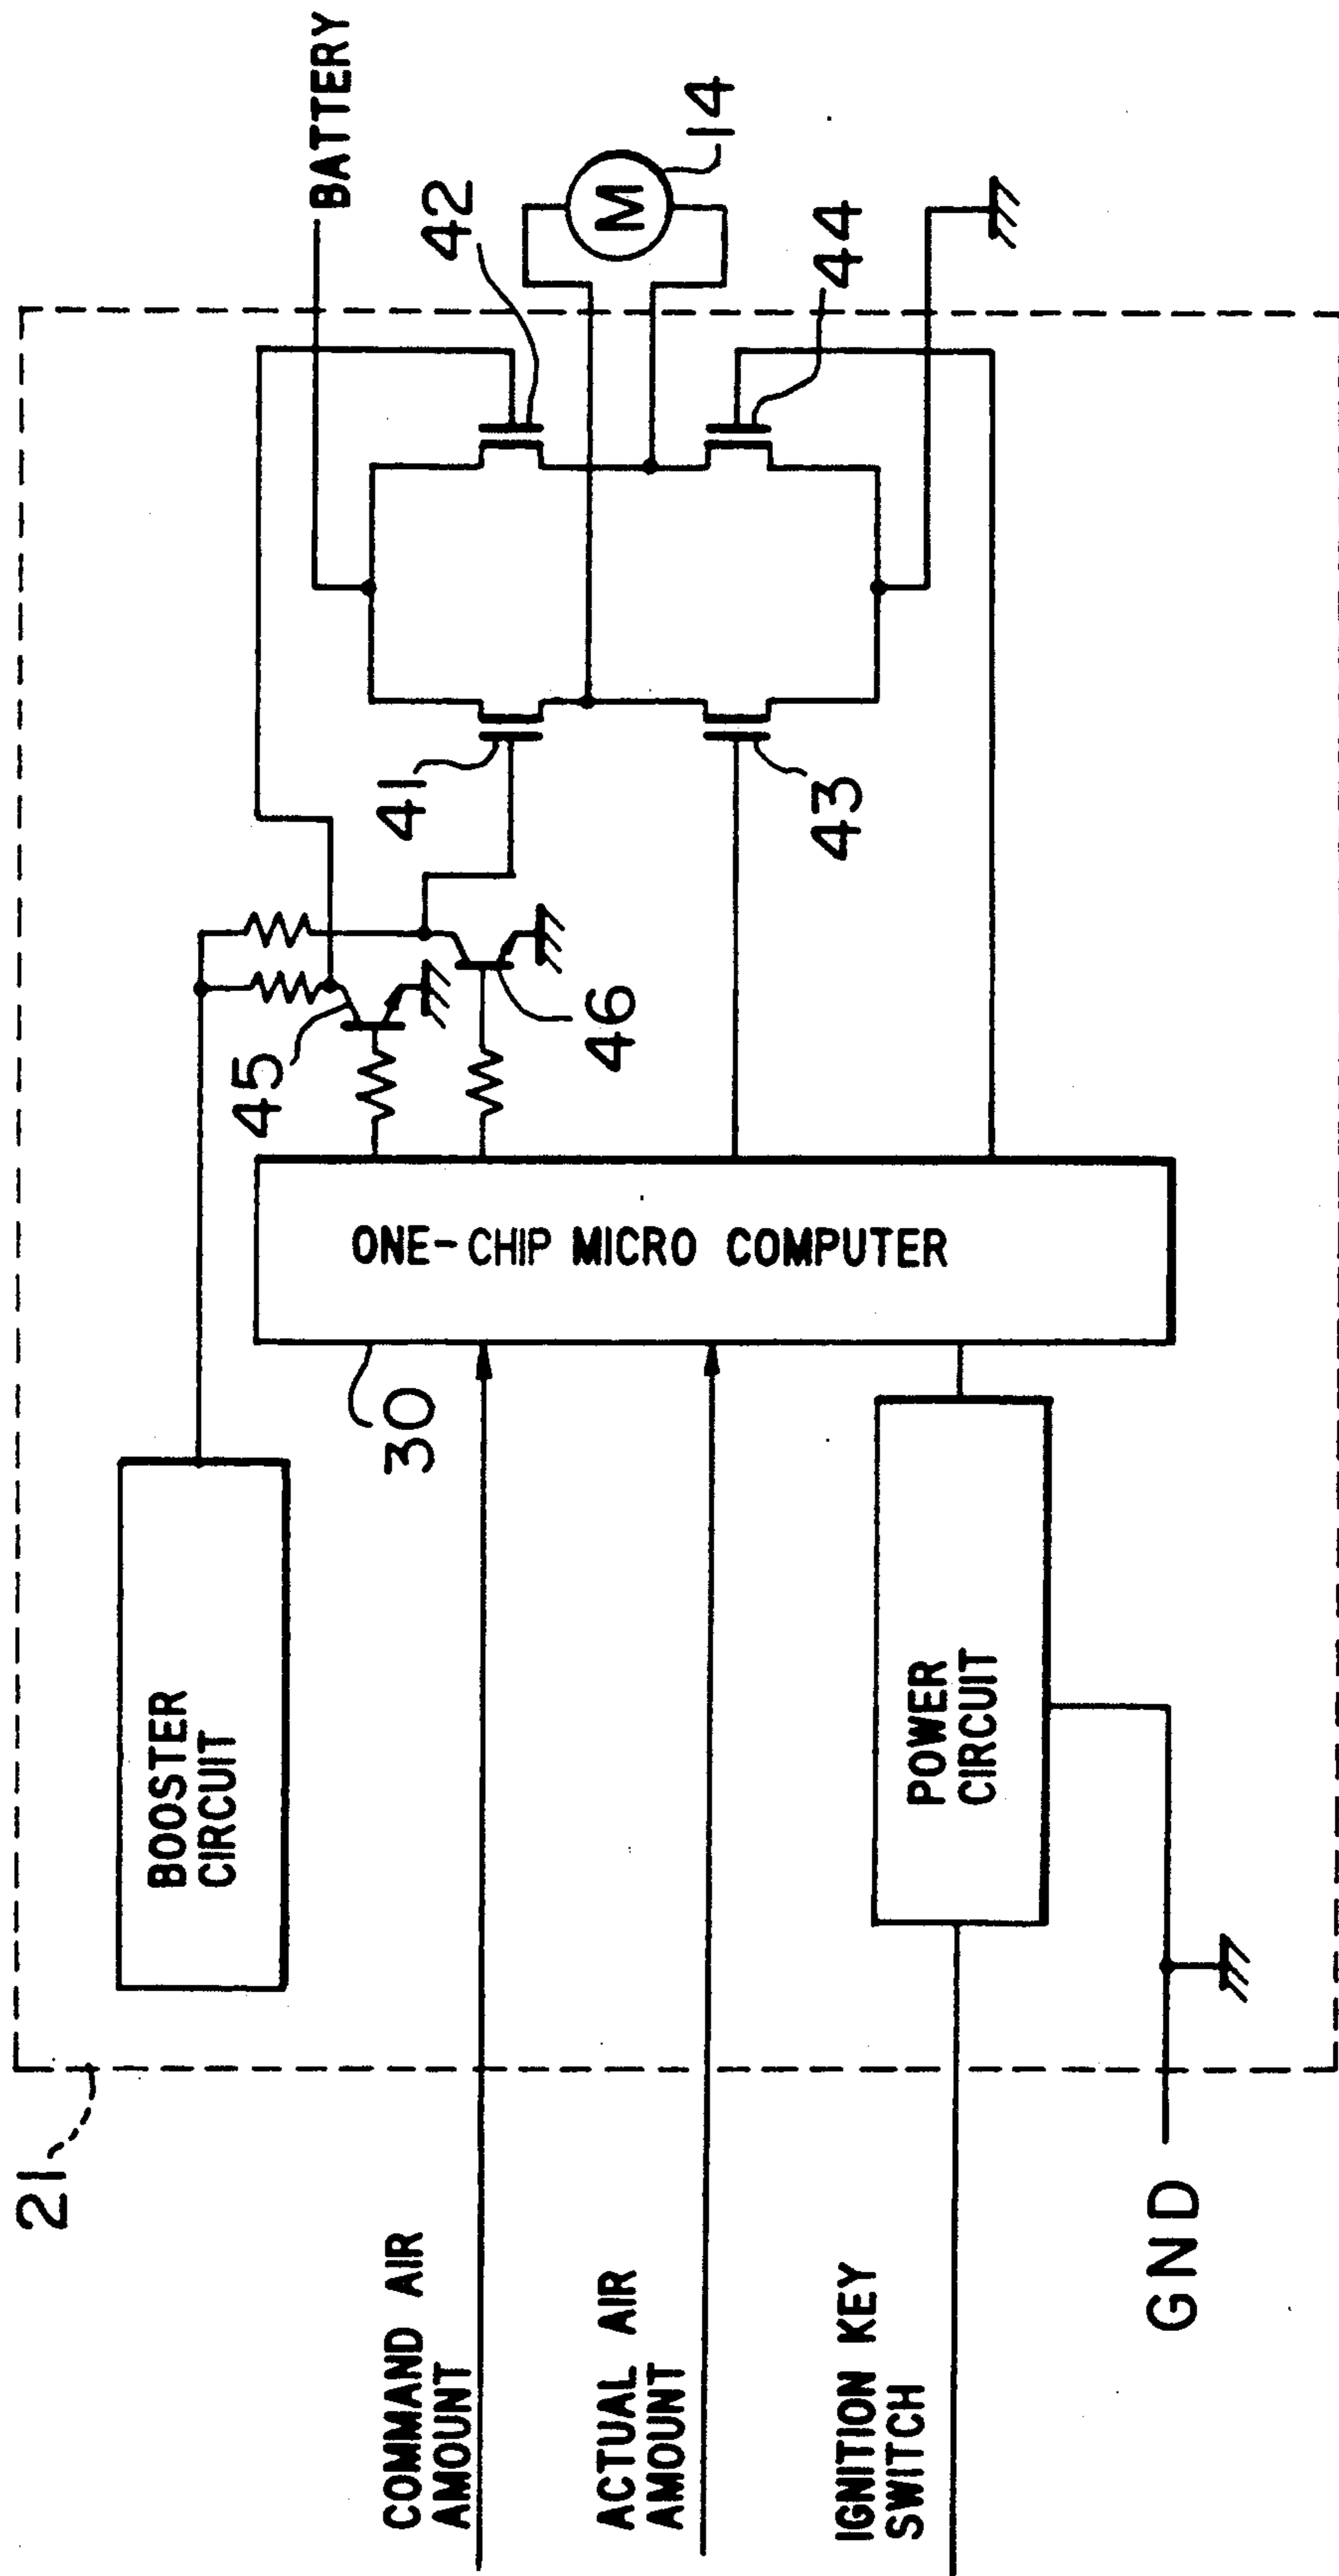 21
BATTERY
BOOSTER
CIRCUIT
45
41
42
46
14
M
COMMAND AIR
AMOUNT
30
ONE-CHIP MICRO COMPUTER
ACTUAL AIR
AMOUNT
43
44
IGNITION KEY
SWITCH
POWER
CIRCUIT
GND